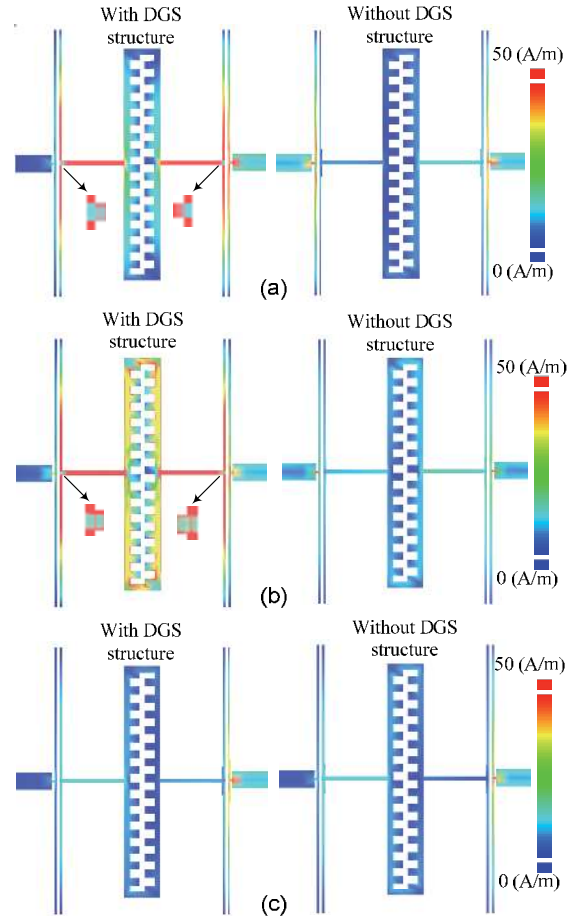 With DGS
structure
Without DGS
structure
50 (A/m)
0 (A/m)
(a)
With DGS
structure
Without DGS
structure
50 (A/m)
0 (A/m)
(b)
With DGS
structure
Without DGS
structure
50 (A/m)
0 (A/m)
(c)